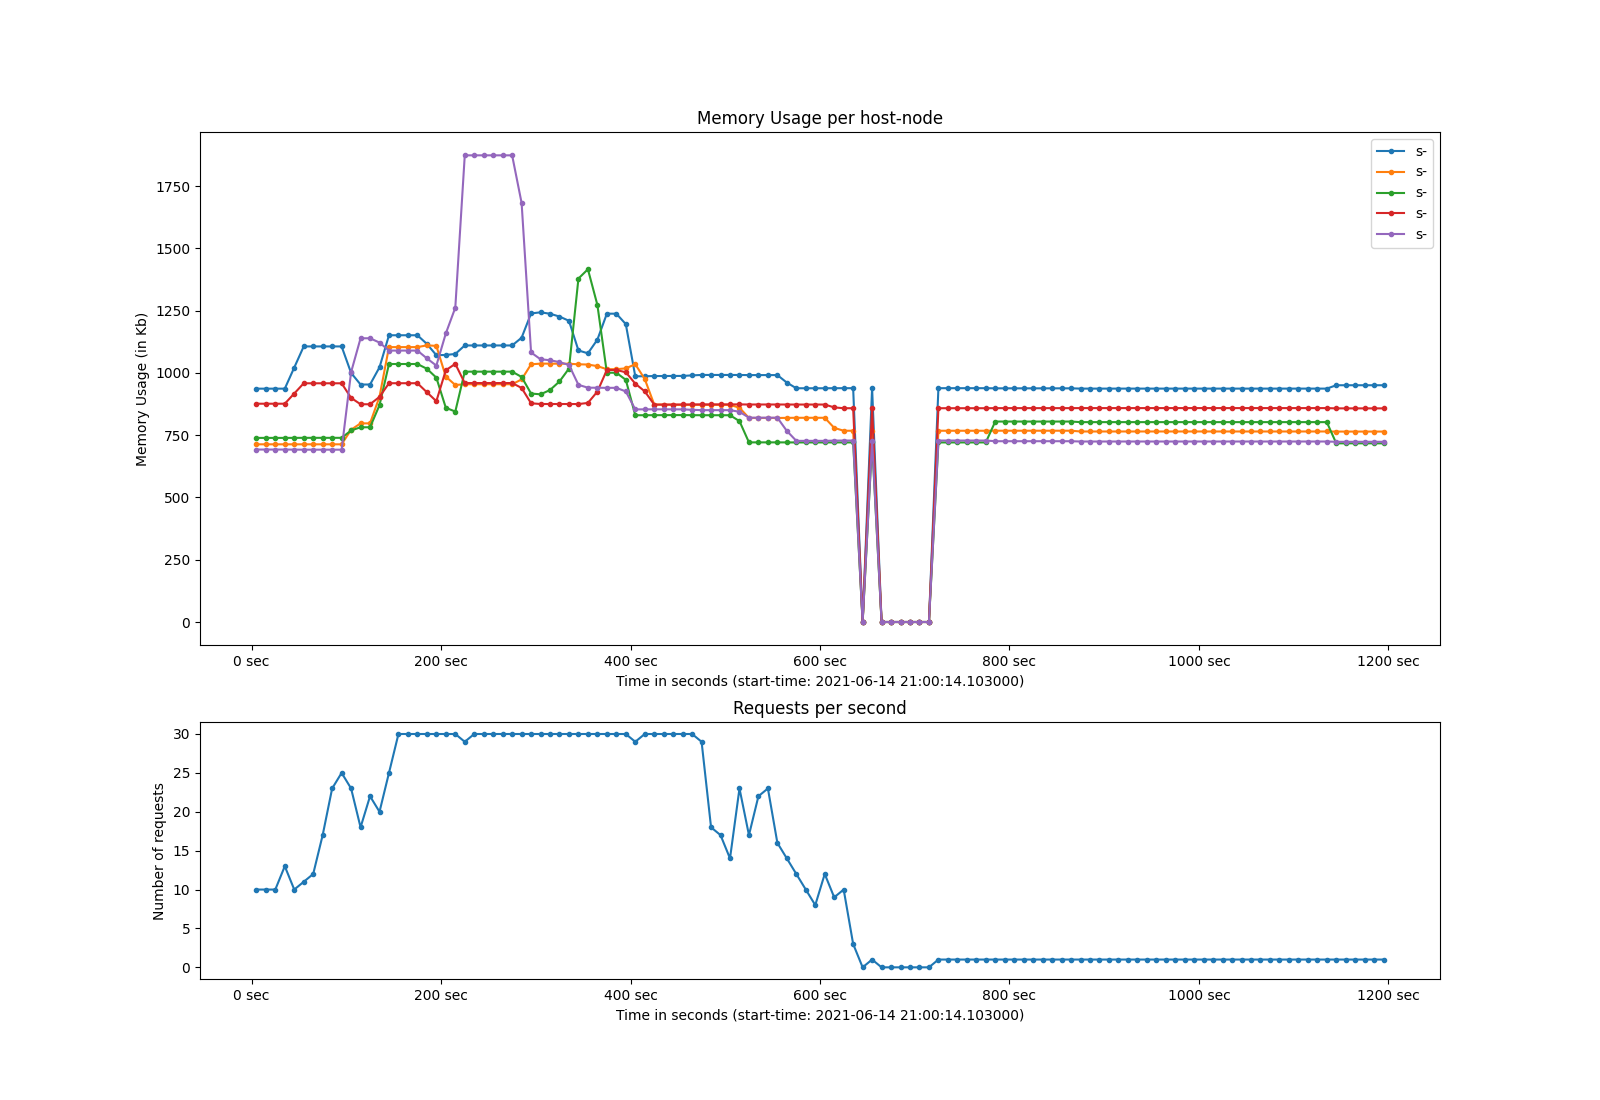 Memory Usage per host-node
s-
s-
s-
s-
s-
1750
1500
1250
1000
750
500
250
0
Memory Usage (in Kb)
0 sec 200 sec 400 sec 600 sec 800 sec 1000 sec 1200 sec
Time in seconds (start-time: 2021-06-14 21:00:14.103000)
Requests per second
30
25
20
15
10
5
0
Number of requests
0 sec 200 sec 400 sec 600 sec 800 sec 1000 sec 1200 sec
Time in seconds (start-time: 2021-06-14 21:00:14.103000)